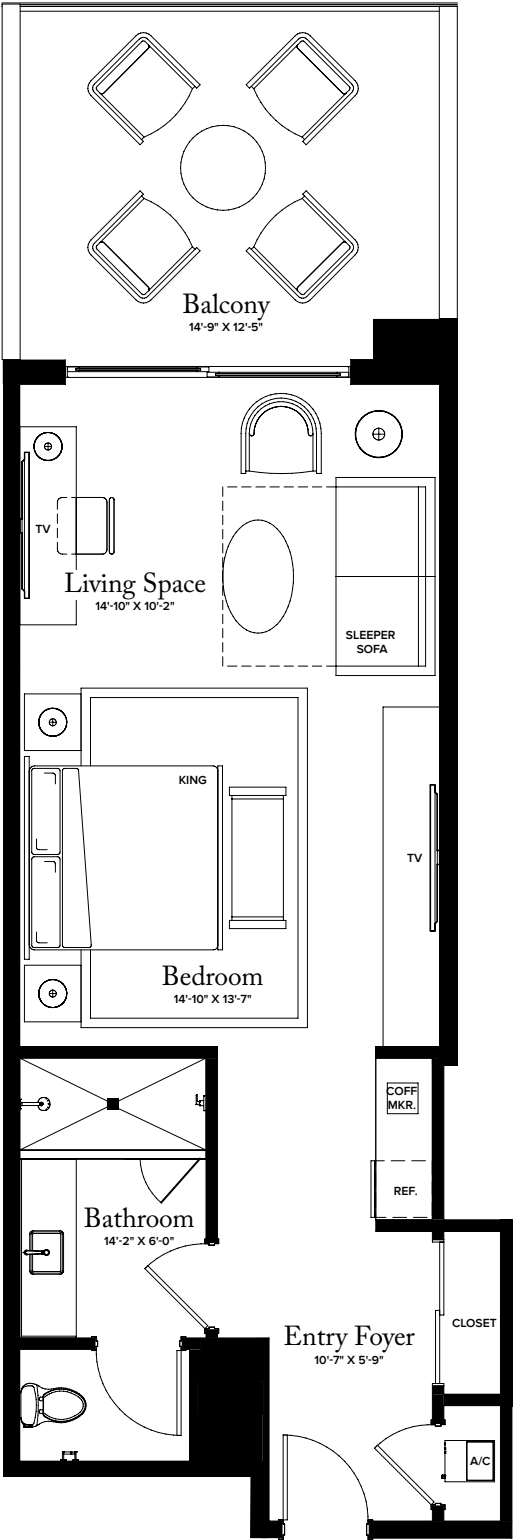 Balcony
14'-9" X 12'-5"
TV
Living Space
14'-10" X 10'-2"
SLEEPER
SOFA
KING
TV
Bedroom
14'-10" X 13'-7"
COFF
MKR.
REF.
Bathroom
14'-2" X 6'-0"
CLOSET
Entry Foyer
10'-7" X 5'-9"
A/C